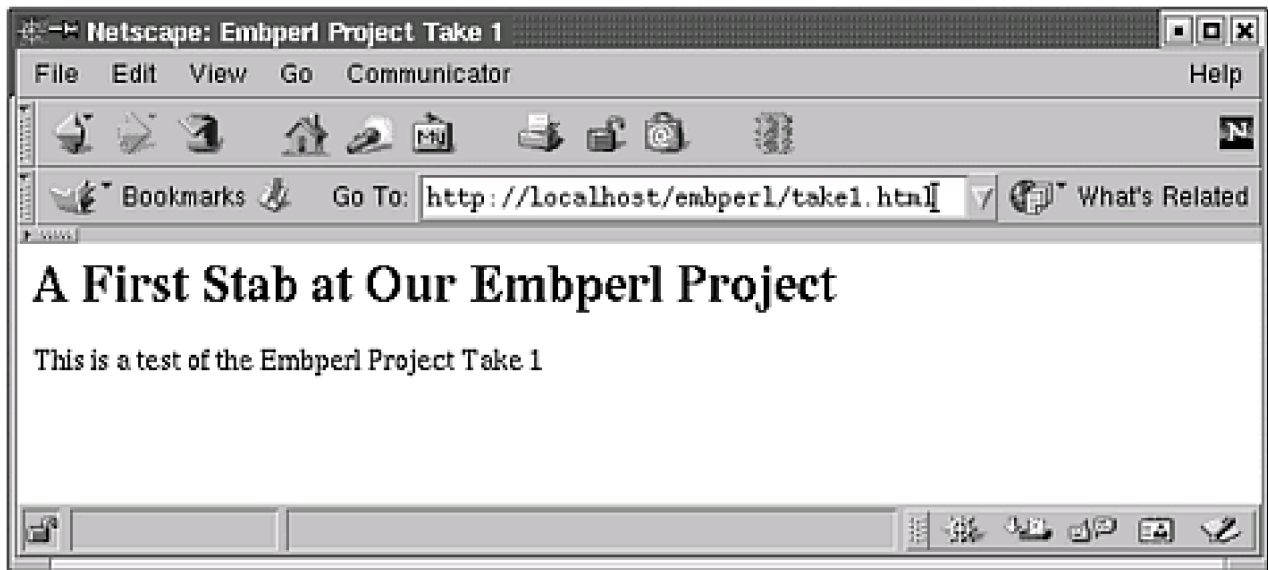 Netscape: Embperl Project Take 1
File Edit View Go Communicator Help
My N
Bookmarks Go To: http://localhost/embperl/take1.html What's Related
A First Stab at Our Embperl Project
This is a test of the Embperl Project Take 1